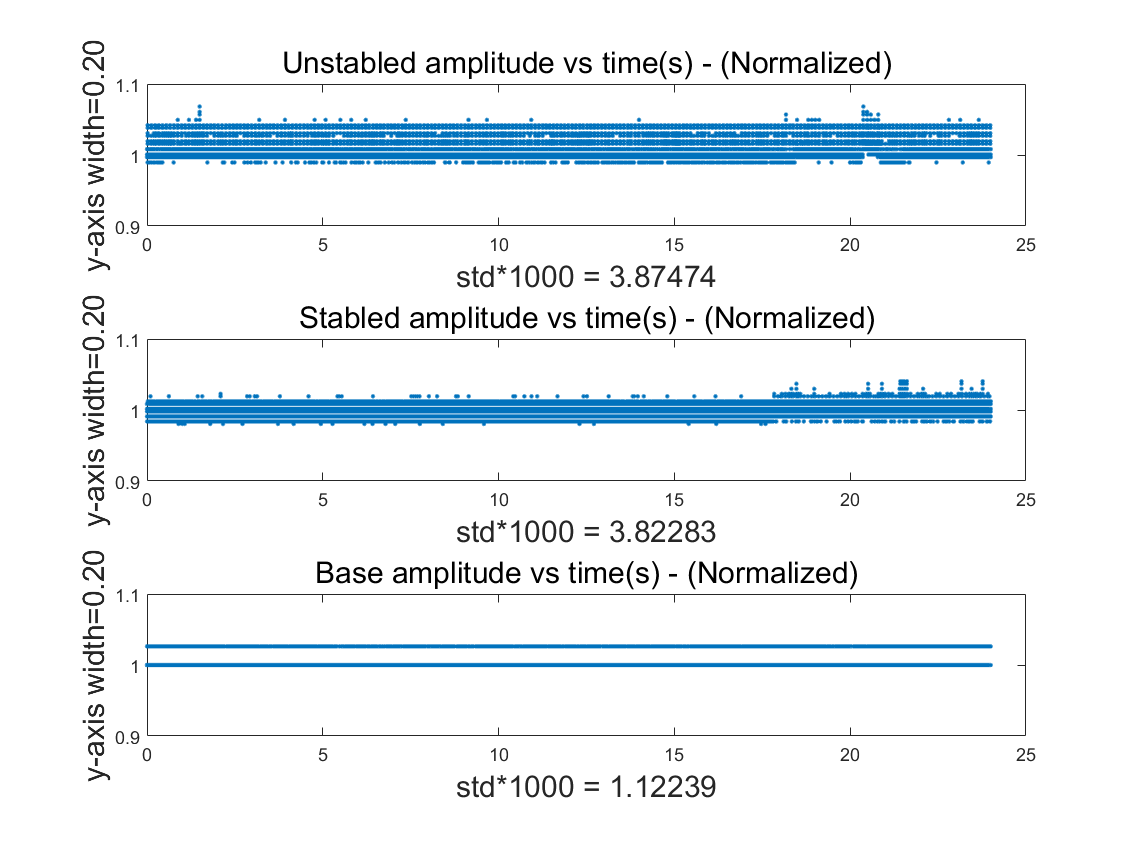 Unstabled amplitude vs time(s) - (Normalized)
y-axis width=0.20
1.1
1
0.9
0 5 10 15 20 25
std*1000 = 3.87474
Stabled amplitude vs time(s) - (Normalized)
y-axis width=0.20
1.1
1
0.9
0 5 10 15 20 25
std*1000 = 3.82283
Base amplitude vs time(s) - (Normalized)
y-axis width=0.20
1.1
1
0.9
0 5 10 15 20 25
std*1000 = 1.12239